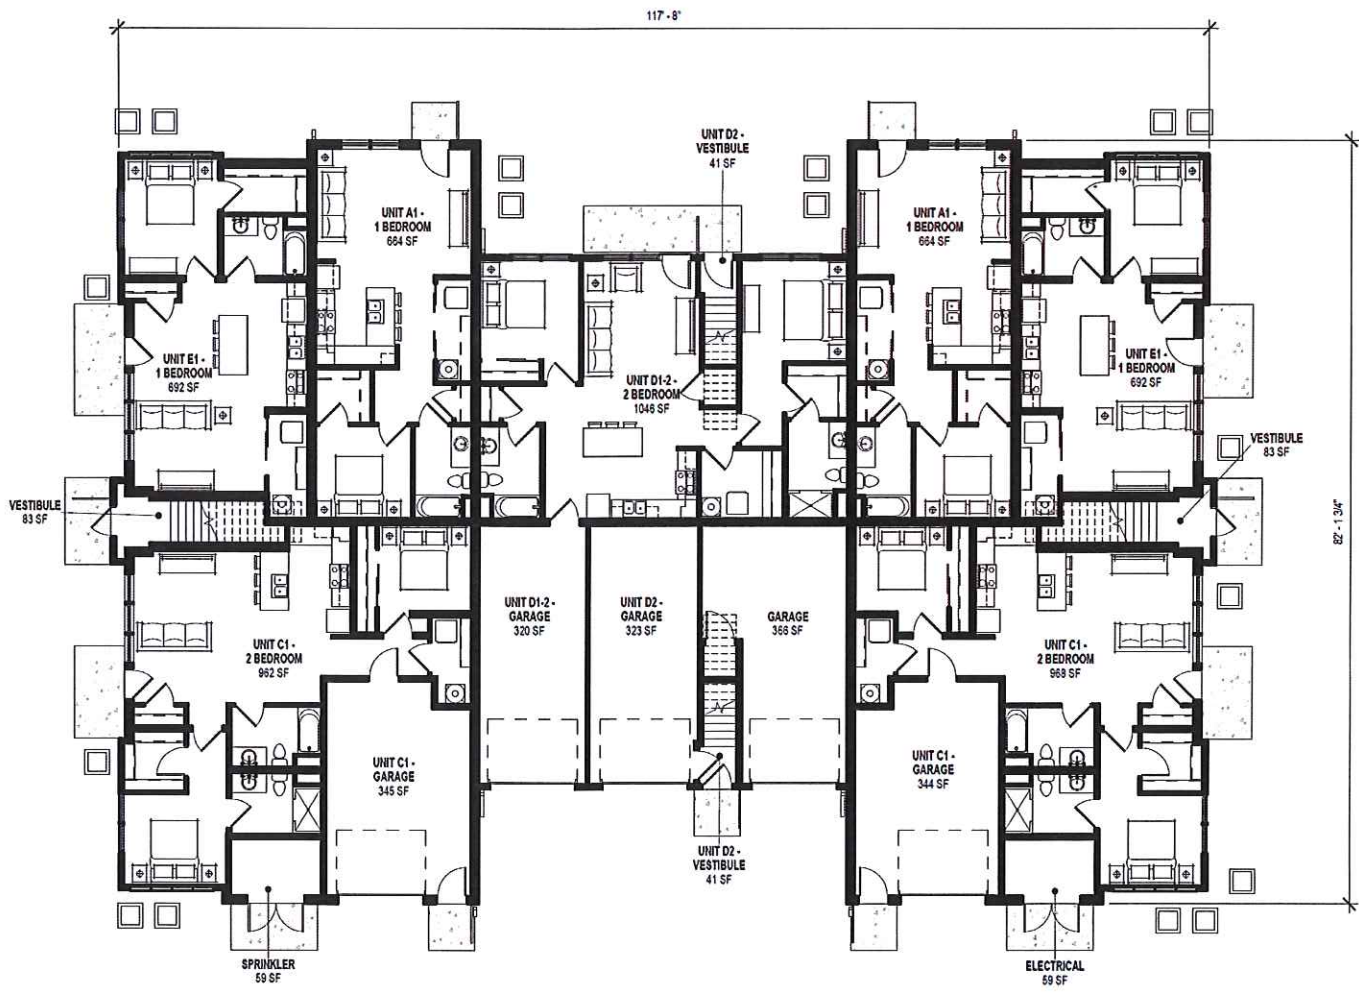 117' - 8"
UNIT D2 -
VESTIBULE
41 SF
UNIT A1 -
1 BEDROOM
664 SF
UNIT A1 -
1 BEDROOM
664 SF
UNIT E1 -
1 BEDROOM
692 SF
UNIT D1-2 -
2 BEDROOM
1046 SF
UNIT E1 -
1 BEDROOM
692 SF
VESTIBULE
83 SF
VESTIBULE
83 SF
82' - 1 3/4"
UNIT C1 -
2 BEDROOM
962 SF
UNIT D1-2 -
GARAGE
320 SF
UNIT D2 -
GARAGE
323 SF
GARAGE
366 SF
UNIT C1 -
2 BEDROOM
968 SF
UNIT C1 -
GARAGE
345 SF
UNIT C1 -
GARAGE
344 SF
UNIT D2 -
VESTIBULE
41 SF
SPRINKLER
59 SF
ELECTRICAL
59 SF